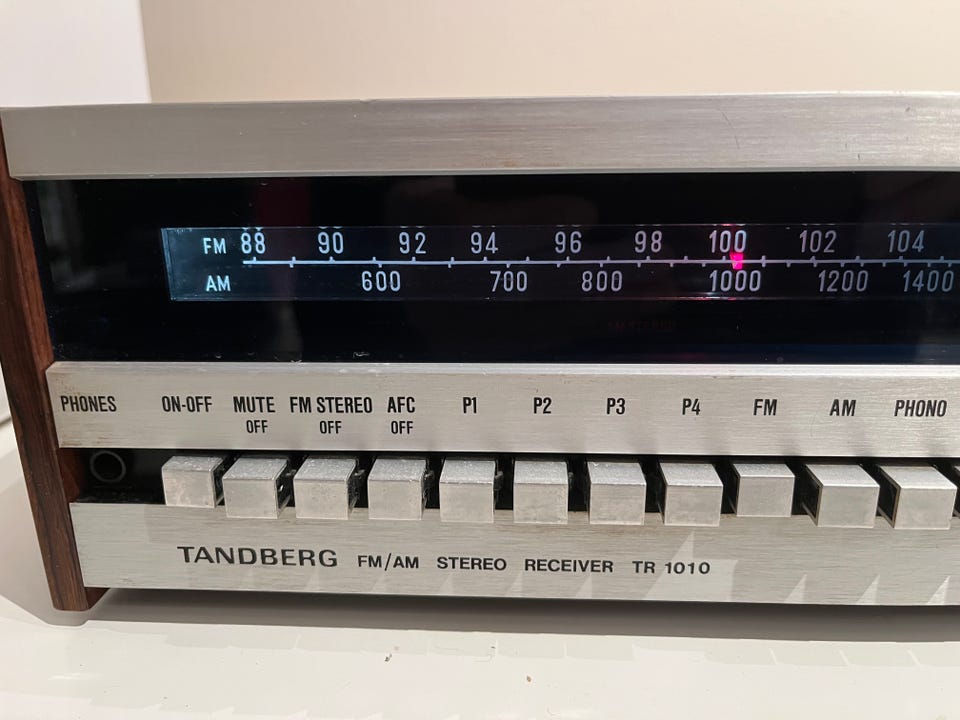 FM 88 90 92 94 96 98 100 102 104
AM 600 700 800 1000 1200 1400
FM STEREO
PHONES ON-OFF MUTE FM STEREO AFC P1 P2 P3 P4 FM AM PHONO
OFF OFF OFF
TANDBERG FM/AM STEREO RECEIVER TR 1010